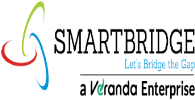 SMARTBRIDGE
Let's Bridge the Gap
a Veranda Enterprise